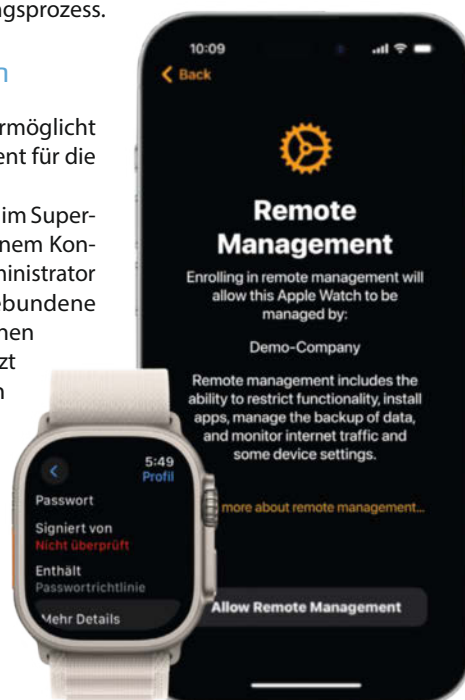 ngsprozess.
n
rmöglicht
ent für die
im Super-
nem Kon-
ministrator
ebundene
nen
zt
n
10:09
Back
Remote
Management
Enrolling in remote management will
allow this Apple Watch to be
managed by:
Demo-Company
Remote management includes the
ability to restrict functionality, install
apps, manage the backup of data,
and monitor internet traffic and
some device settings.
more about remote management...
Allow Remote Management
5:49
Profil
Passwort
Signiert von
Nicht überprüft
Enthält
Passwortrichtlinie
Mehr Details